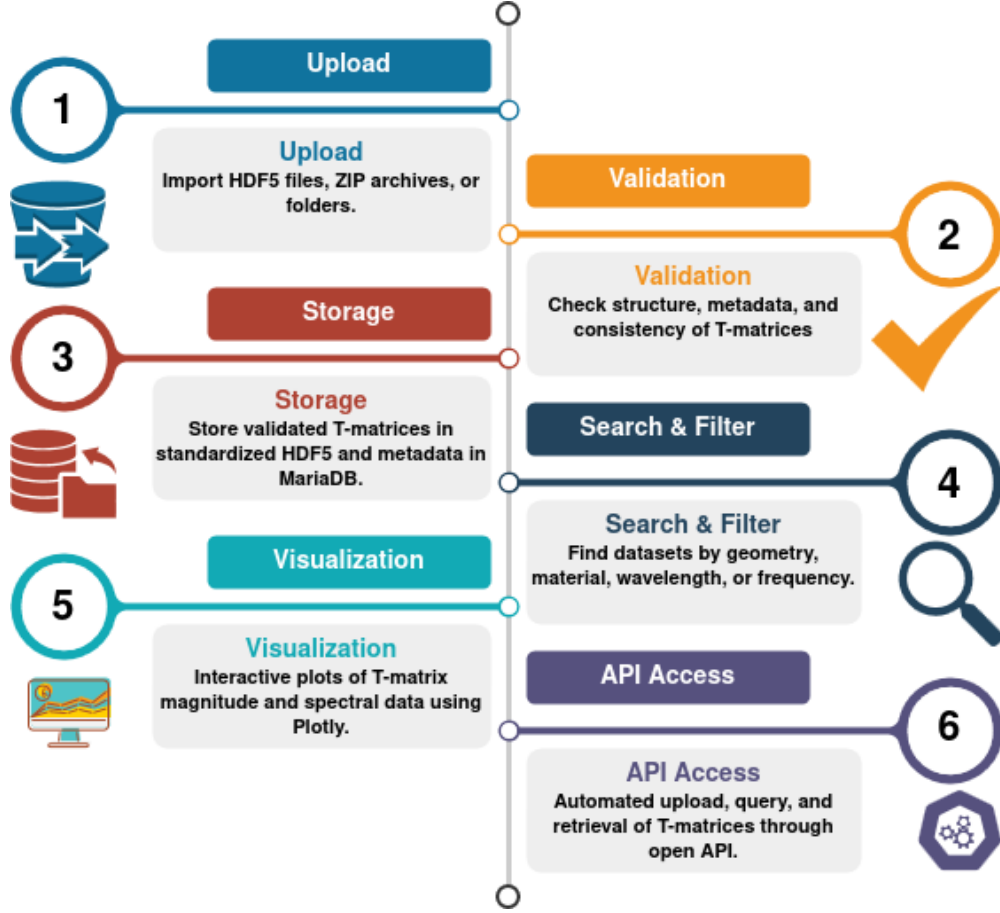 1
Upload
Upload
Import HDF5 files, ZIP archives, or
folders.
2
Validation
Validation
Check structure, metadata, and
consistency of T-matrices
3
Storage
Storage
Store validated T-matrices in
standardized HDF5 and metadata in
MariaDB.
4
Search & Filter
Search & Filter
Find datasets by geometry,
material, wavelength, or frequency.
5
Visualization
Visualization
Interactive plots of T-matrix
magnitude and spectral data using
Plotly.
6
API Access
API Access
Automated upload, query, and
retrieval of T-matrices through
open API.